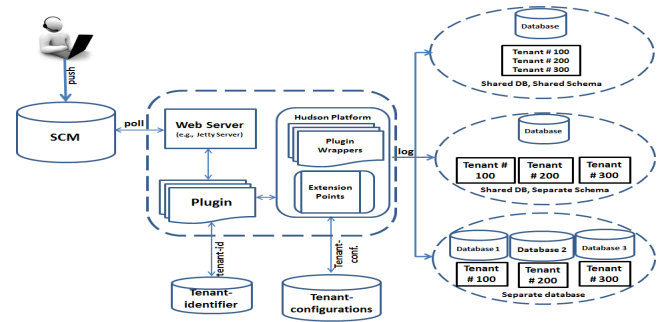 push
SCM
poll
Web Server
(e.g., Jetty Server)
Plugin
Hudson Platform
Plugin
Wrappers
Extension
Points
tenant-id
Tenant-
conf.
Tenant-
identifier
Tenant-
configurations
log
Database
Tenant # 100
Tenant # 200
Tenant # 300
Shared DB, Shared Schema
Database
Tenant #
100
Tenant
# 200
Tenant
# 300
Shared DB, Separate Schema
Database 1
Database 2
Database 3
Tenant
# 100
Tenant
# 200
Tenant
# 300
Separate database